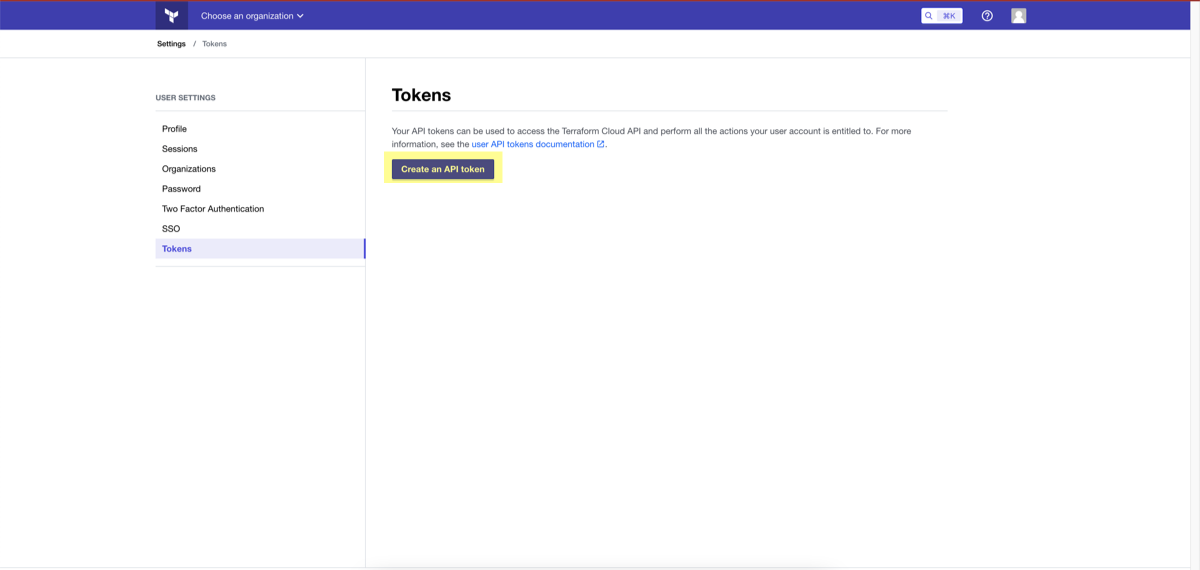 Choose an organization
⌘K
Settings / Tokens
USER SETTINGS
Profile
Sessions
Organizations
Password
Two Factor Authentication
SSO
Tokens
Tokens
Your API tokens can be used to access the Terraform Cloud API and perform all the actions your user account is entitled to. For more
information, see the user API tokens documentation.
Create an API token